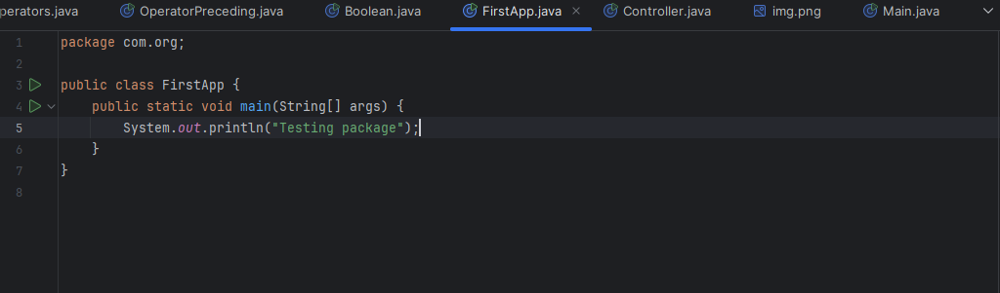 perators.java OperatorPreceding.java Boolean.java FirstApp.java Controller.java img.png Main.java
1 package com.org;
2
3 public class FirstApp {
4 public static void main(String[] args) {
5 System.out.println("Testing package");
6 }
7 }
8